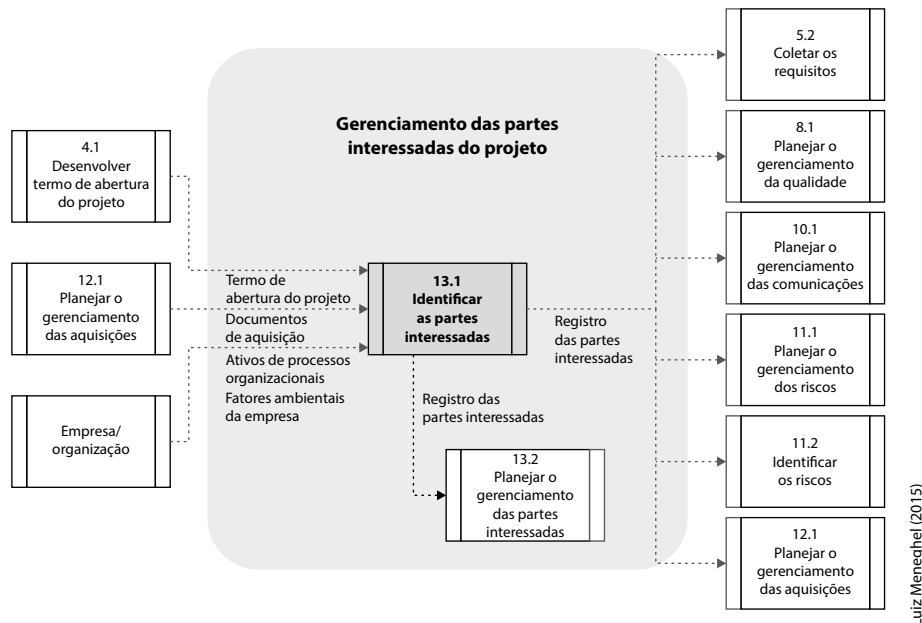 Gerenciamento das partes
interessadas do projeto
4.1
Desenvolver
termo de abertura
do projeto
12.1
Planejar o
gerenciamento
das aquisições
Empresa/
organização
Termo de
abertura do projeto
Documentos
de aquisição
Ativos de processos
organizacionais
Fatores ambientais
da empresa
13.1
Identificar
as partes
interessadas
Registro das
partes interessadas
13.2
Planejar o
gerenciamento
das partes
interessadas
Registro
das partes
interessadas
5.2
Coletar os
requisitos
8.1
Planejar o
gerenciamento
da qualidade
10.1
Planejar o
gerenciamento
das comunicações
11.1
Planejar o
gerenciamento
dos riscos
11.2
Identificar
os riscos
12.1
Planejar o
gerenciamento
das aquisições
Luiz Meneghel (2015)